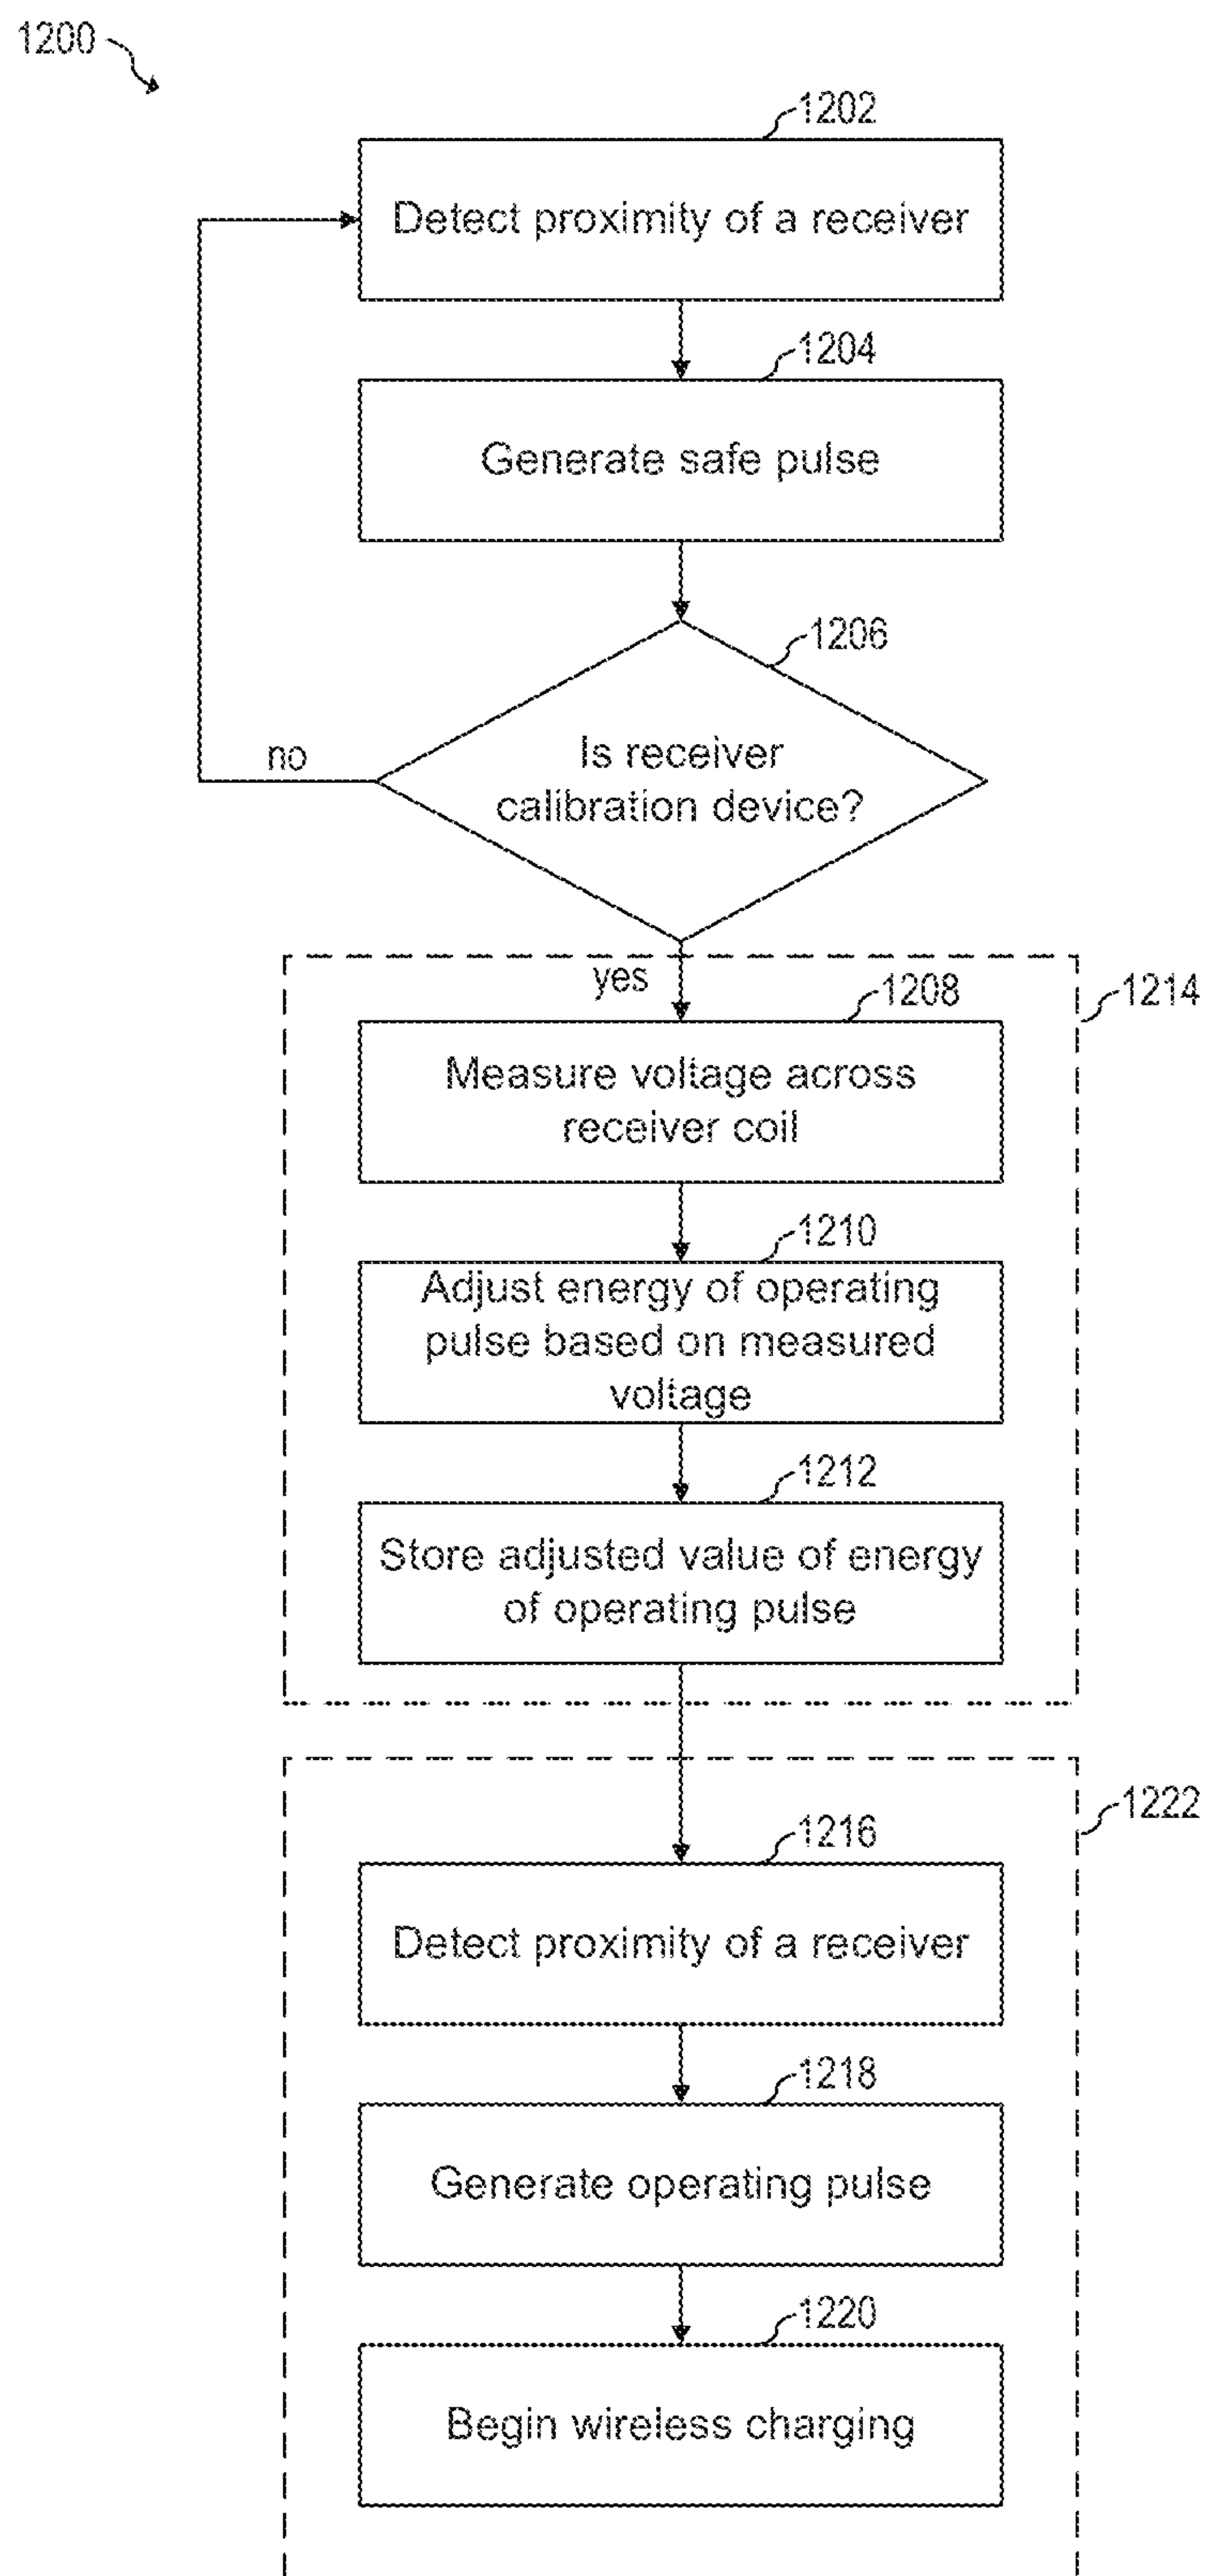 1200
1202
Detect proximity of a receiver
1204
Generate safe pulse
1206
Is receiver
calibration device?
no
yes
1208
1214
Measure voltage across
receiver coil
1210
Adjust energy of operating
pulse based on measured
voltage
1212
Store adjusted value of energy
of operating pulse
1222
1216
Detect proximity of a receiver
1218
Generate operating pulse
1220
Begin wireless charging